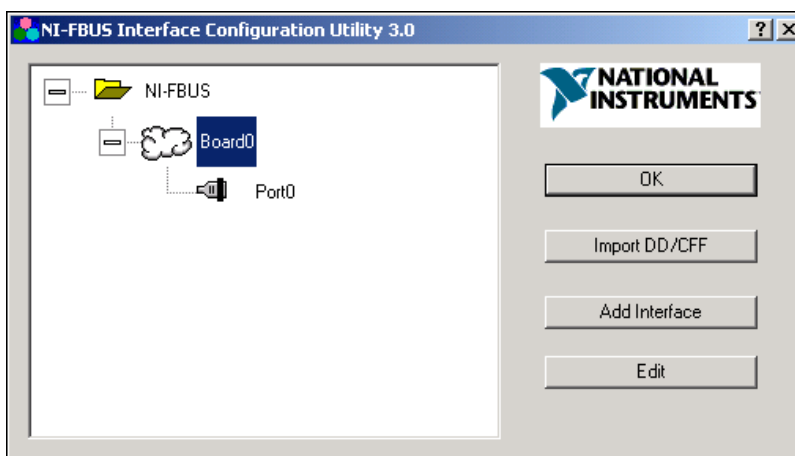 NI-FBUS Interface Configuration Utility 3.0
NI-FBUS
Board0
Port0
NATIONAL
INSTRUMENTS
OK
Import DD/CFF
Add Interface
Edit